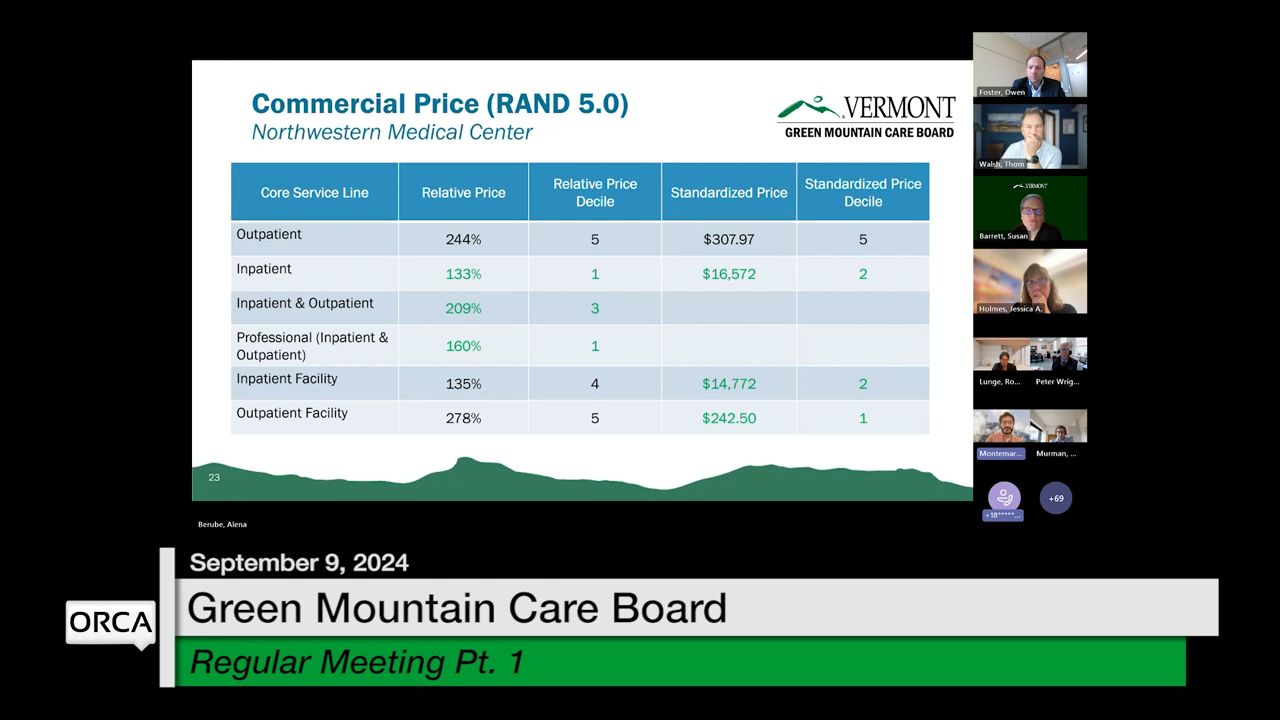 Commercial Price (RAND 5.0)
Northwestern Medical Center
VERMONT
GREEN MOUNTAIN CARE BOARD
Core Service Line Relative Price Relative Price Decile Standardized Price Standardized Price Decile
Outpatient 244% 5 $307.97 5
Inpatient 133% 1 $16,572 2
Inpatient & Outpatient 209% 3
Professional (Inpatient & Outpatient) 160% 1
Inpatient Facility 135% 4 $14,772 2
Outpatient Facility 278% 5 $242.50 1
23
Foster, Owen
Walsh, Thom
VERMONT
Barrett, Susan
Holmes, Jessica A.
Lunge, Ro... Peter Wrig...
Montemar... Murman, ...
+18*****...
+69
Berube, Alena
September 9, 2024
ORCA
Green Mountain Care Board
Regular Meeting Pt. 1